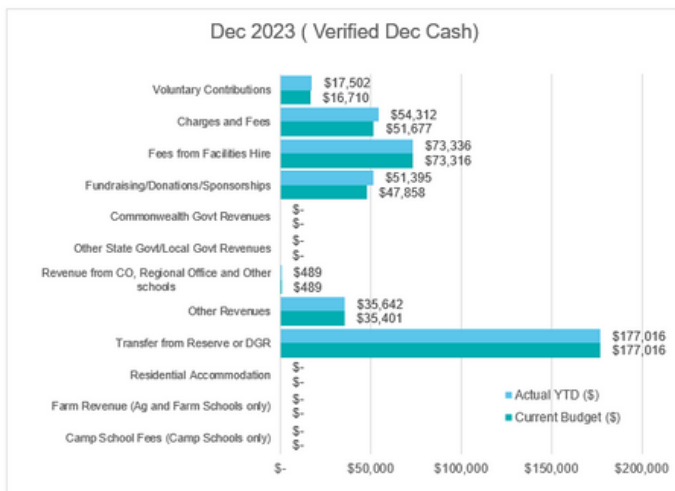 Dec 2023 ( Verified Dec Cash)
Voluntary Contributions
$17,502
$16,710
Charges and Fees
$54,312
$51,677
Fees from Facilities Hire
$73,336
$73,316
Fundraising/Donations/Sponsorships
$51,395
$47,858
Commonwealth Govt Revenues
$-
$-
Other State Govt/Local Govt Revenues
$-
$-
Revenue from CO, Regional Office and Other
schools
$489
$489
Other Revenues
$35,642
$35,401
Transfer from Reserve or DGR
$177,016
$177,016
Residential Accommodation
$-
$-
Farm Revenue (Ag and Farm Schools only)
$-
$-
Camp School Fees (Camp Schools only)
$-
$-
Actual YTD ($)
Current Budget ($)
$- $50,000 $100,000 $150,000 $200,000